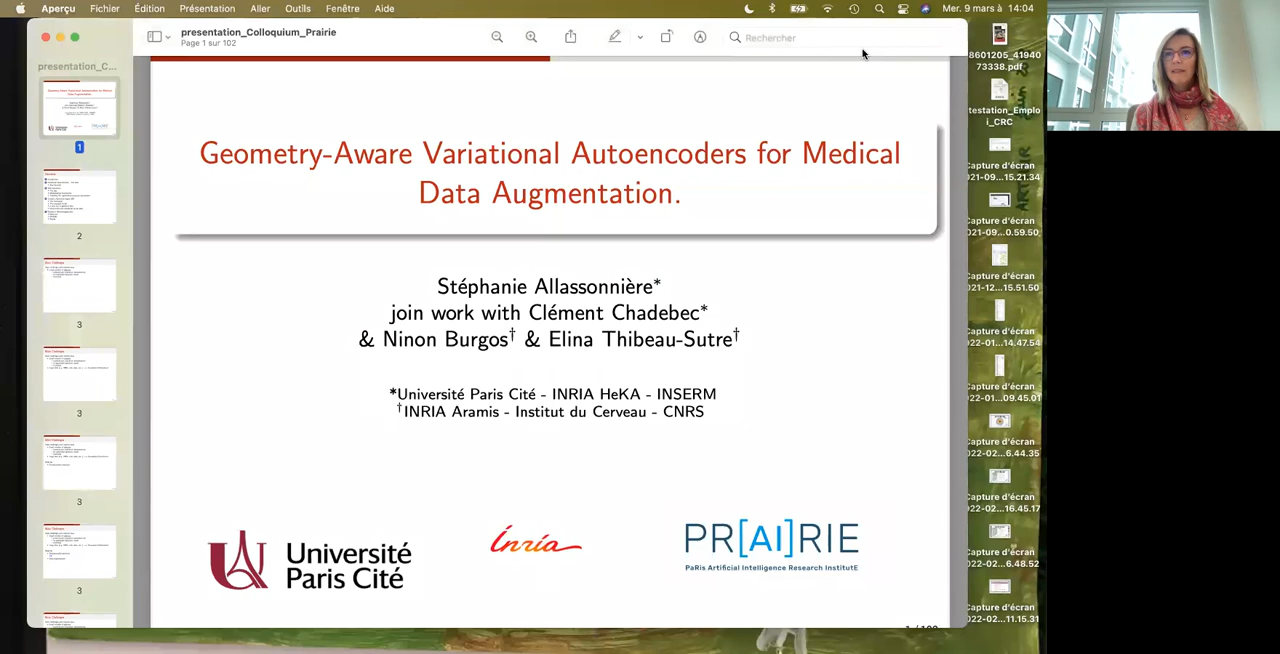 Aperçu Fichier Édition Présentation Aller Outils Fenêtre Aide Mer. 9 mars à 14:04
presentation_Colloquium_Prairie
Page 1 sur 102
Rechercher
presentation_C...
1
2
3
3
3
3
Geometry-Aware Variational Autoencoders for Medical
Data Augmentation.
Stéphanie Allassonnière*
join work with Clément Chadebec*
& Ninon Burgos† & Elina Thibeau-Sutre†
*Université Paris Cité - INRIA HeKA - INSERM
†INRIA Aramis - Institut du Cerveau - CNRS
Université
Paris Cité
Inria
PR[AI]RIE
PaRis Artificial Intelligence Research InstitutE
8601205_41940
73338.pdf
testation_Emplo
i_CRC
Capture d'écran
021-09...15.21.34
Capture d'écran
021-09...0.59.50
Capture d'écran
021-12...15.51.50
Capture d'écran
022-01...14.47.54
Capture d'écran
022-01...09.45.01
Capture d'écran
022-02...6.44.35
Capture d'écran
022-02...16.45.17
Capture d'écran
022-02...6.48.52
Capture d'écran
022-02...11.15.31